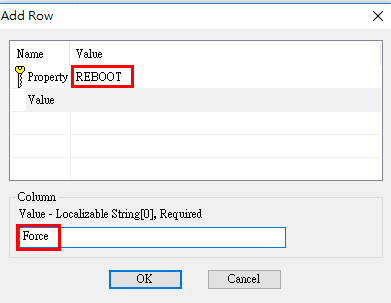 Add Row
Name Value
Property REBOOT
Value
Column
Value - Localizable String[0], Required
Force
OK Cancel